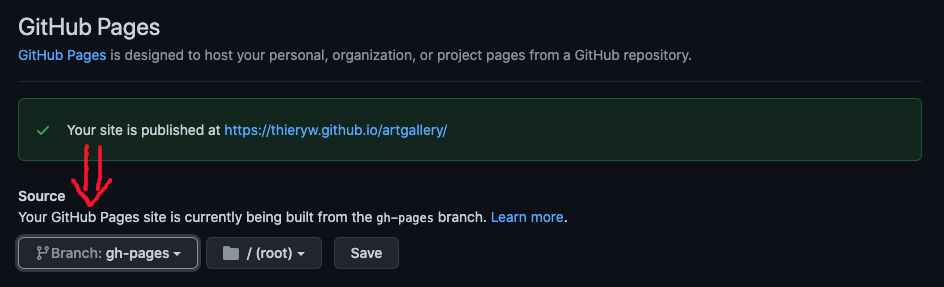 GitHub Pages
GitHub Pages is designed to host your personal, organization, or project pages from a GitHub repository.
Your site is published at https://thieryw.github.io/artgallery/
Source
Your GitHub Pages site is currently being built from the gh-pages branch. Learn more.
Branch: gh-pages / (root) Save